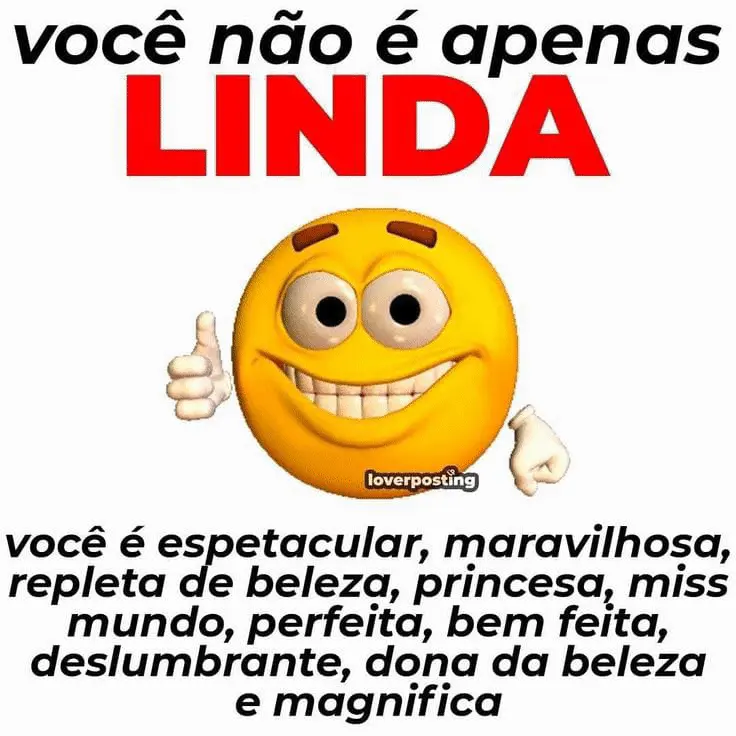 você não é apenas
LINDA
loverposting
você é espetacular, maravilhosa,
repleta de beleza, princesa, miss
mundo, perfeita, bem feita,
deslumbrante, dona da beleza
e magnifica